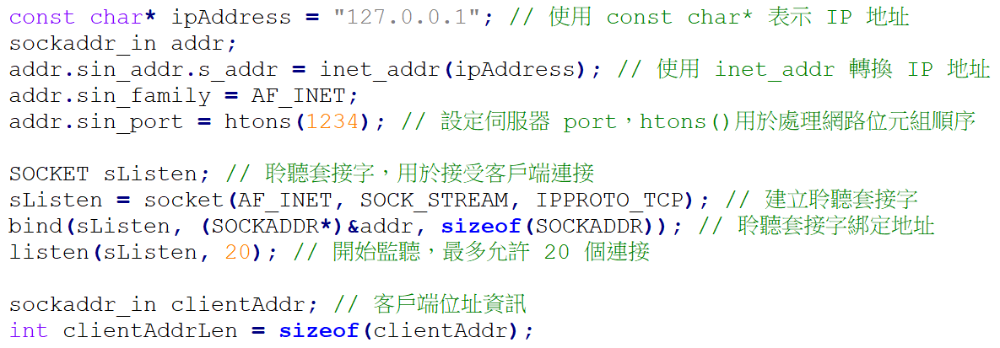 const char* ipAddress = "127.0.0.1"; // 使用 const char* 表示 IP 地址
sockaddr_in addr;
addr.sin_addr.s_addr = inet_addr(ipAddress); // 使用 inet_addr 轉換 IP 地址
addr.sin_family = AF_INET;
addr.sin_port = htons(1234); // 設定伺服器 port，htons()用於處理網路位元組順序
SOCKET sListen; // 聆聽套接字，用於接受客戶端連接
sListen = socket(AF_INET, SOCK_STREAM, IPPROTO_TCP); // 建立聆聽套接字
bind(sListen, (SOCKADDR*)&addr, sizeof(SOCKADDR)); // 聆聽套接字綁定地址
listen(sListen, 20); // 開始監聽，最多允許 20 個連接
sockaddr_in clientAddr; // 客戶端位址資訊
int clientAddrLen = sizeof(clientAddr);